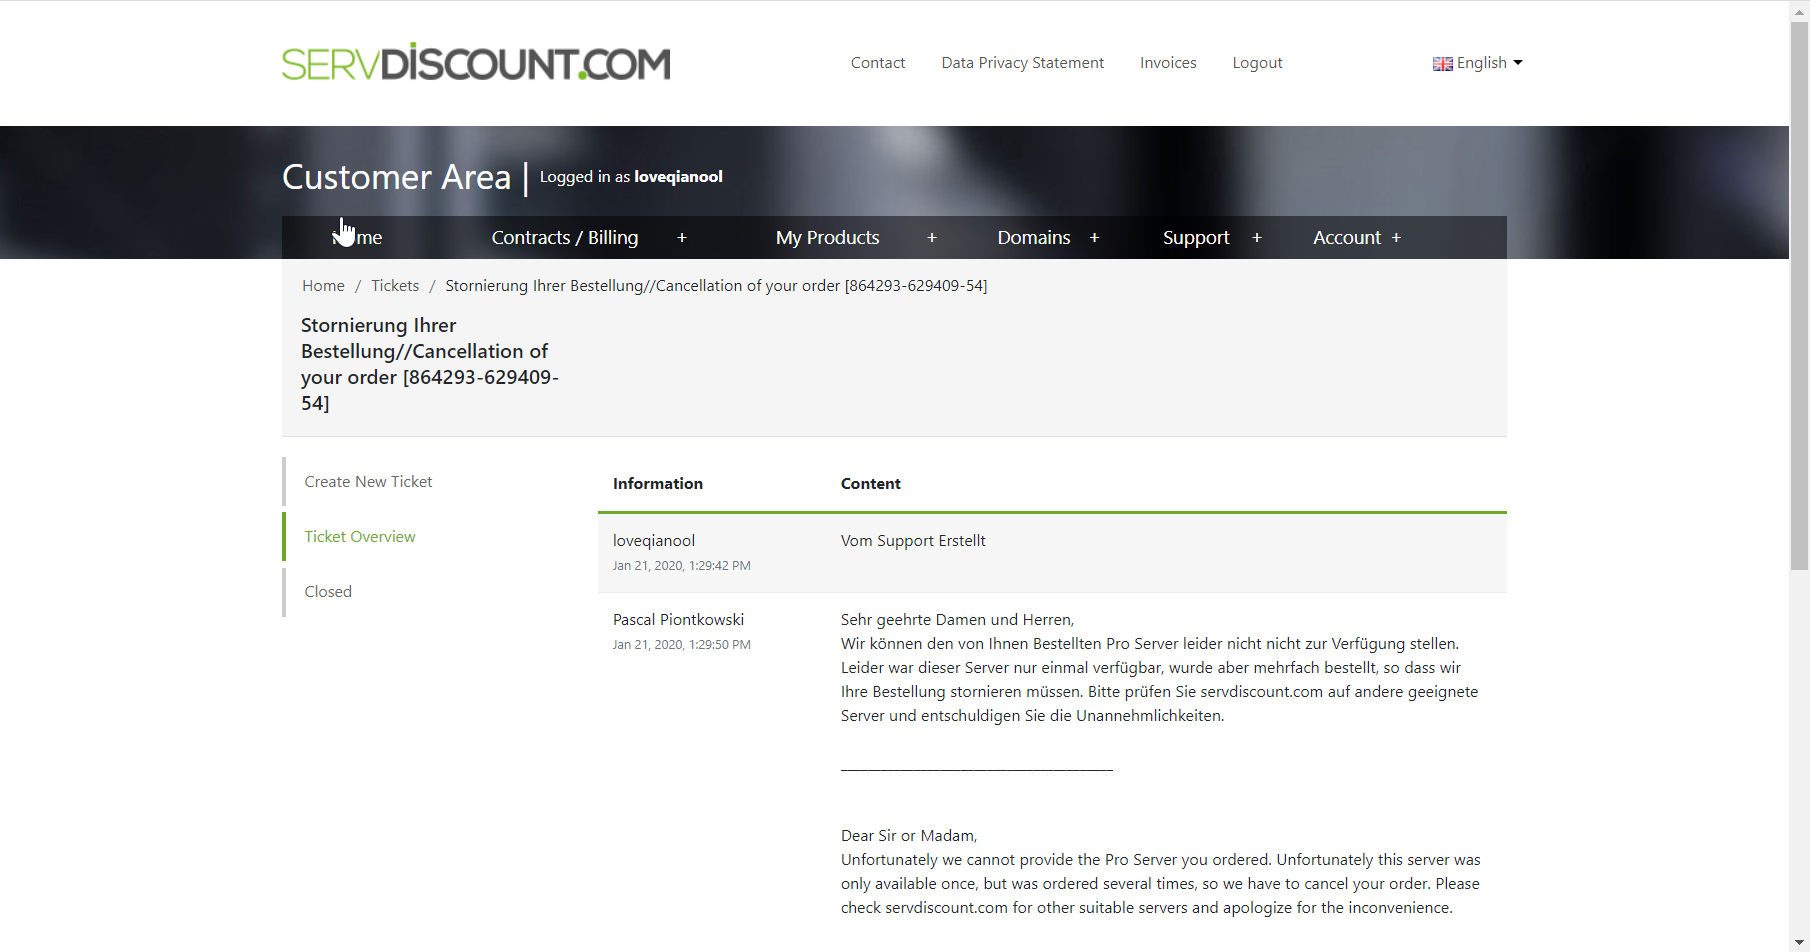 SERVDISCOUNT.COM
Contact Data Privacy Statement Invoices Logout English
Customer Area | Logged in as loveqianool
Home Contracts / Billing + My Products + Domains + Support + Account +
Home / Tickets / Stornierung Ihrer Bestellung//Cancellation of your order [864293-629409-54]
Stornierung Ihrer
Bestellung//Cancellation of
your order [864293-629409-
54]
Create New Ticket
Ticket Overview
Closed
Information Content
loveqianool Vom Support Erstellt
Jan 21, 2020, 1:29:42 PM
Pascal Piontkowski
Jan 21, 2020, 1:29:50 PM
Sehr geehrte Damen und Herren,
Wir können den von Ihnen Bestellten Pro Server leider nicht nicht zur Verfügung stellen.
Leider war dieser Server nur einmal verfügbar, wurde aber mehrfach bestellt, so dass wir
Ihre Bestellung stornieren müssen. Bitte prüfen Sie servdiscount.com auf andere geeignete
Server und entschuldigen Sie die Unannehmlichkeiten.
__________________________________
Dear Sir or Madam,
Unfortunately we cannot provide the Pro Server you ordered. Unfortunately this server was
only available once, but was ordered several times, so we have to cancel your order. Please
check servdiscount.com for other suitable servers and apologize for the inconvenience.